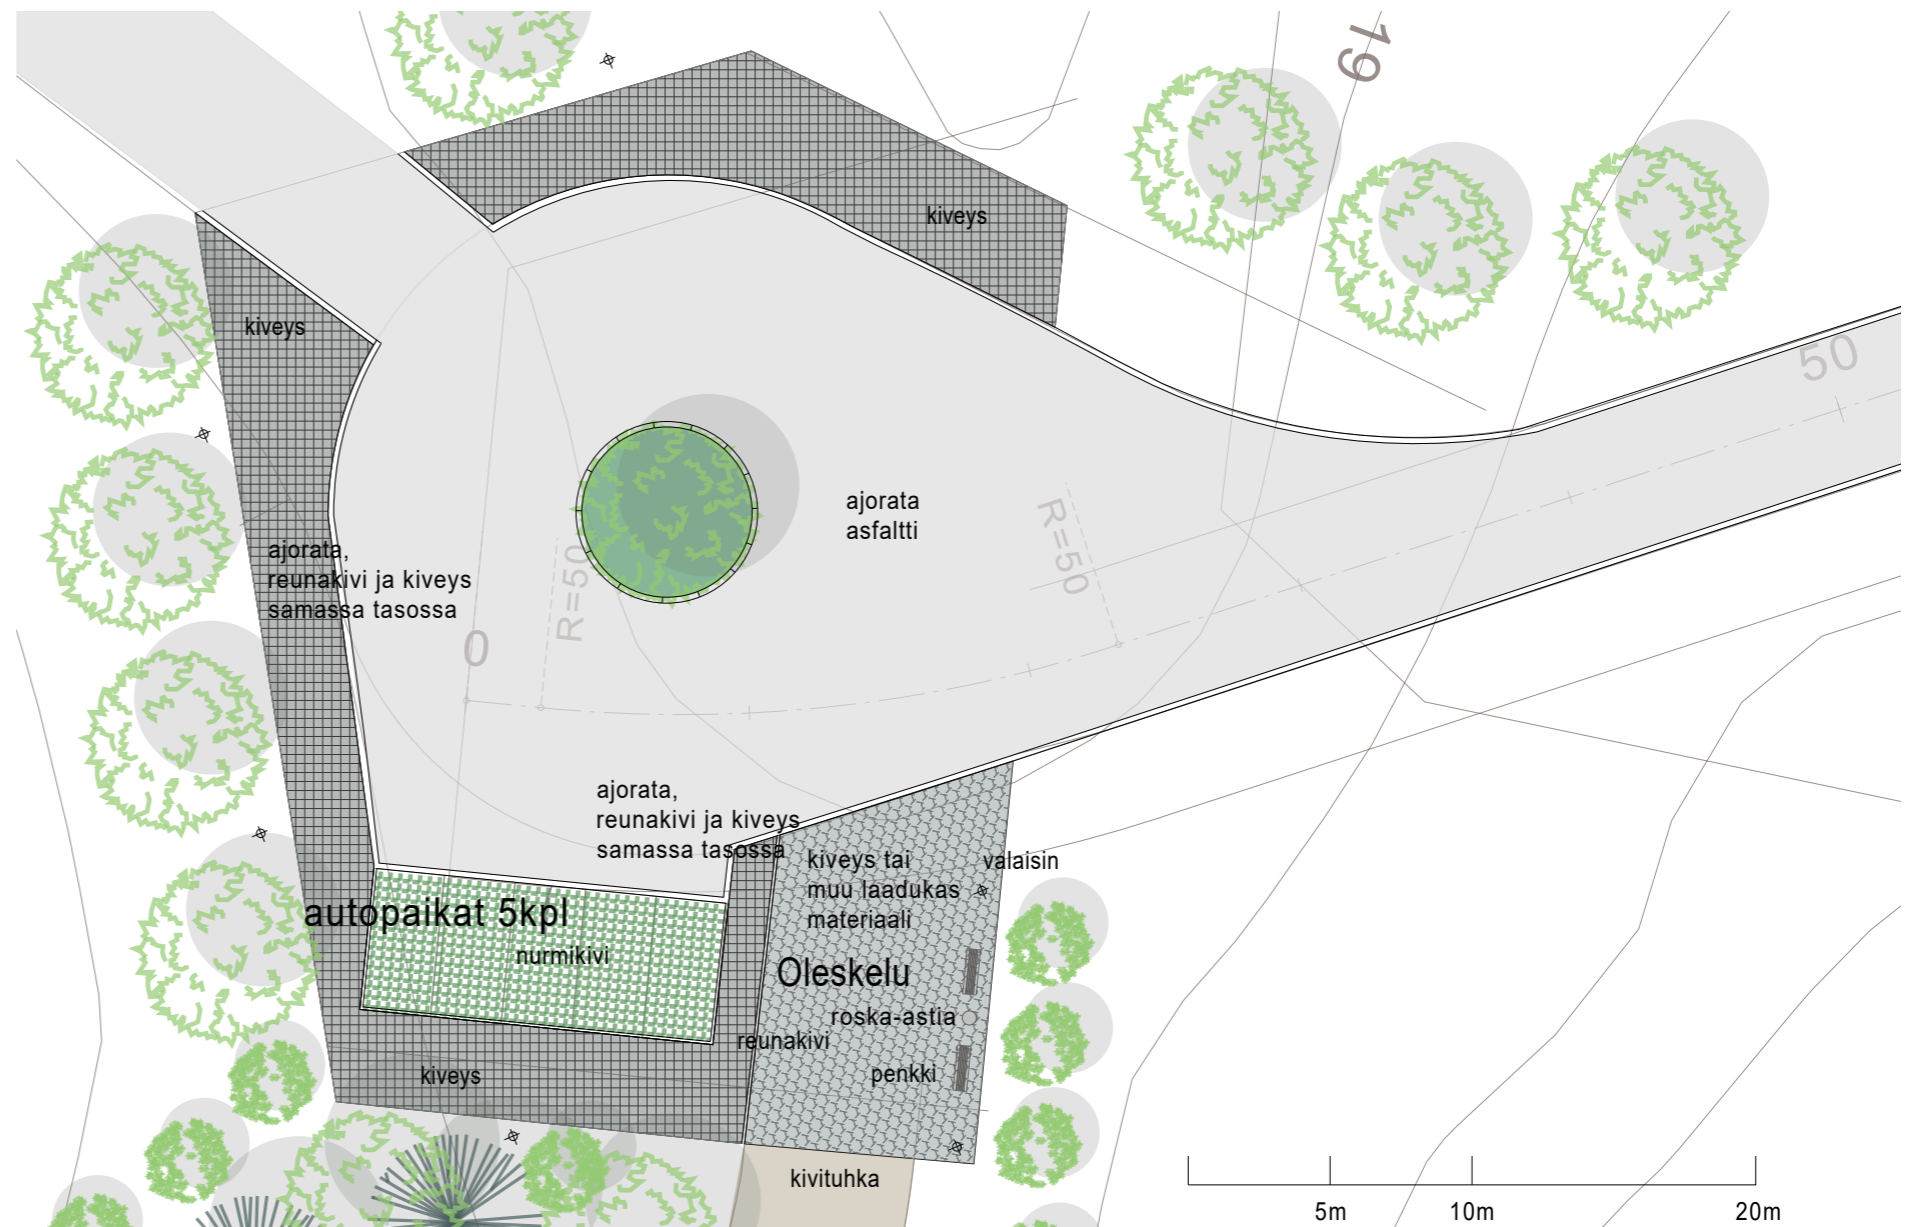 19
kiveys
kiveys
50
ajorata
asfaltti
R=50
R=50
ajorata,
reunakivi ja kiveys
samassa tasossa
0
ajorata,
reunakivi ja kiveys
samassa tasossa
kiveys tai
muu laadukas
materiaali
valaisin
autopaikat 5kpl
nurmikivi
Oleskelu
roska-astia
reunakivi
penkki
kiveys
kivituhka
5m
10m
20m